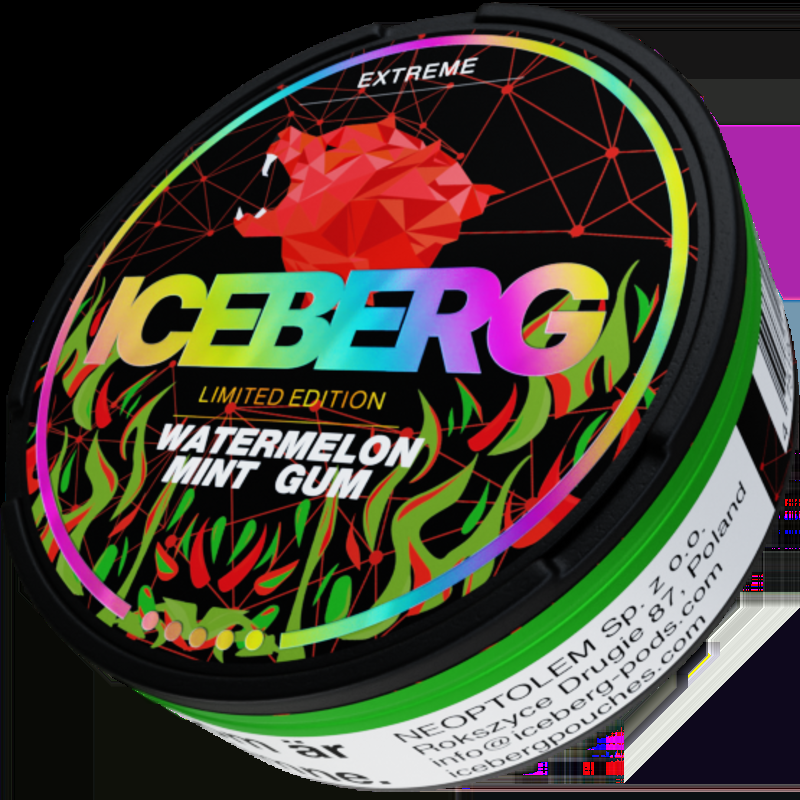 EXTREME
ICEBERG
LIMITED EDITION
WATERMELON
MINT GUM
är
NEOPTOLEM Sp. z o.o.
Rokszyce Drugie 87, Poland
info@iceberg-pods.com
icebergpouches.com